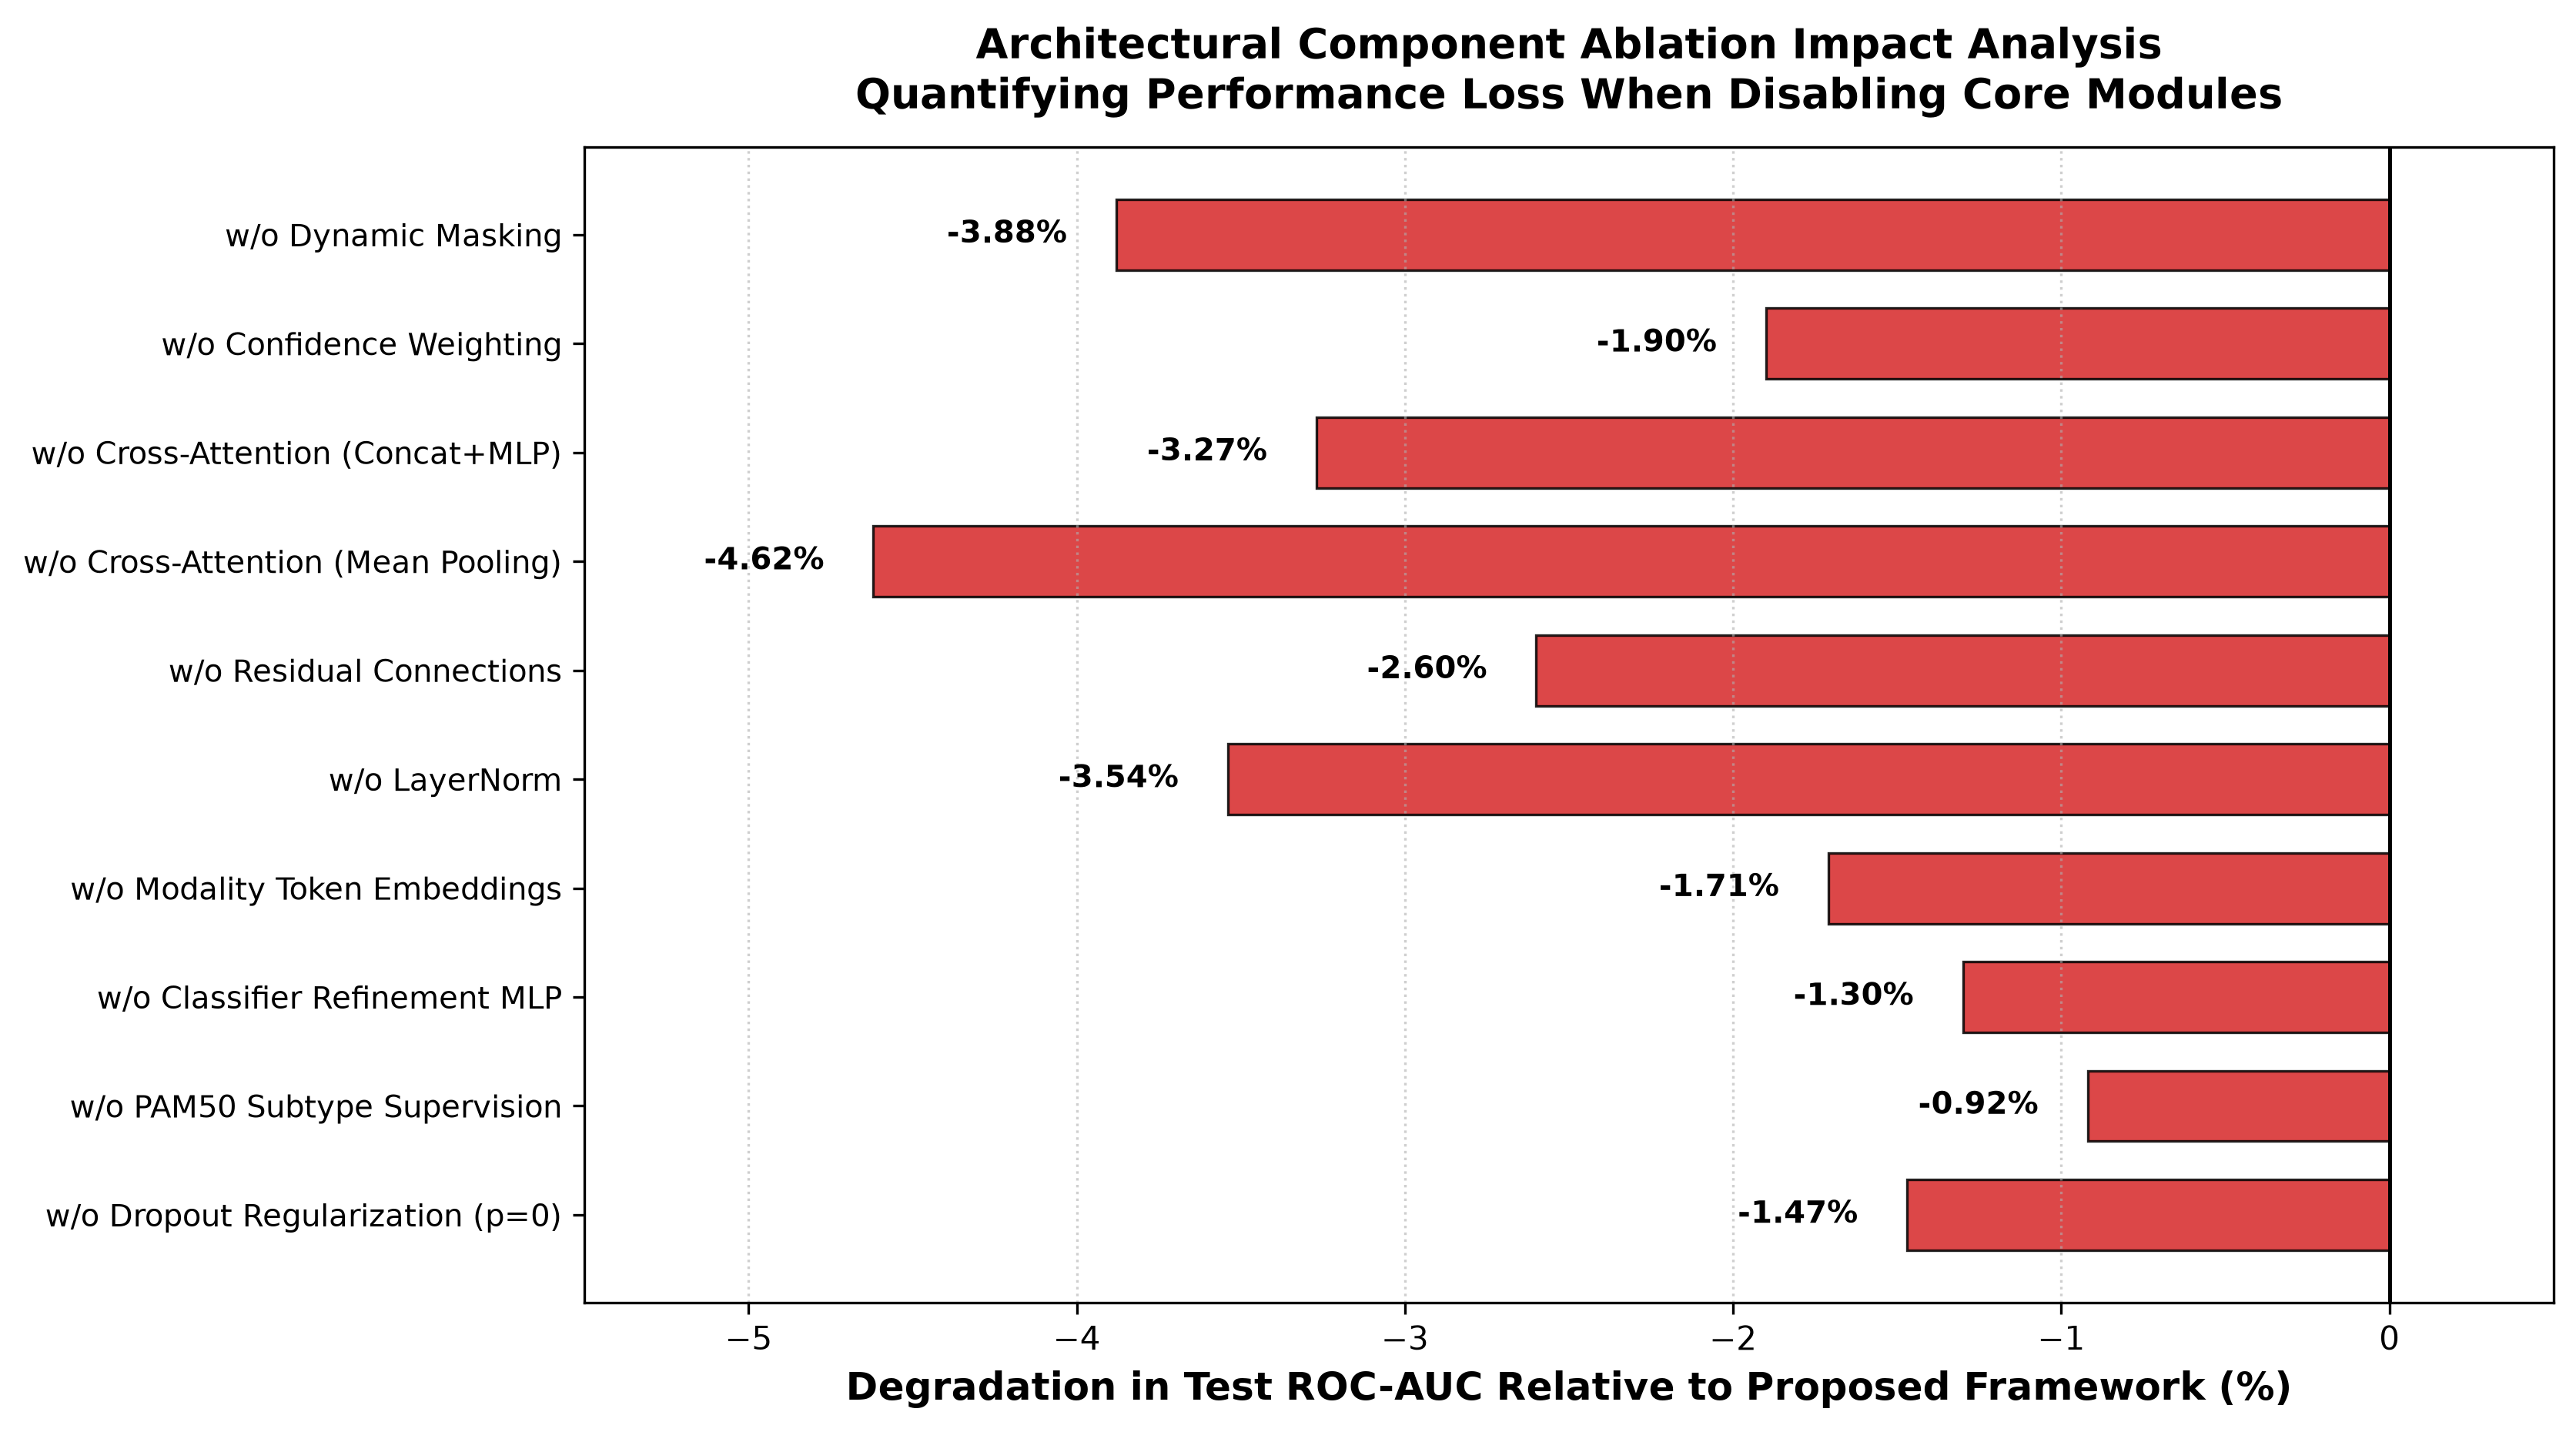 Architectural Component Ablation Impact Analysis
Quantifying Performance Loss When Disabling Core Modules
w/o Dynamic Masking
-3.88%
w/o Confidence Weighting
-1.90%
w/o Cross-Attention (Concat+MLP)
-3.27%
w/o Cross-Attention (Mean Pooling)
-4.62%
w/o Residual Connections
-2.60%
w/o LayerNorm
-3.54%
w/o Modality Token Embeddings
-1.71%
w/o Classifier Refinement MLP
-1.30%
w/o PAM50 Subtype Supervision
-0.92%
w/o Dropout Regularization (p=0)
-1.47%
−5 −4 −3 −2 −1 0
Degradation in Test ROC-AUC Relative to Proposed Framework (%)